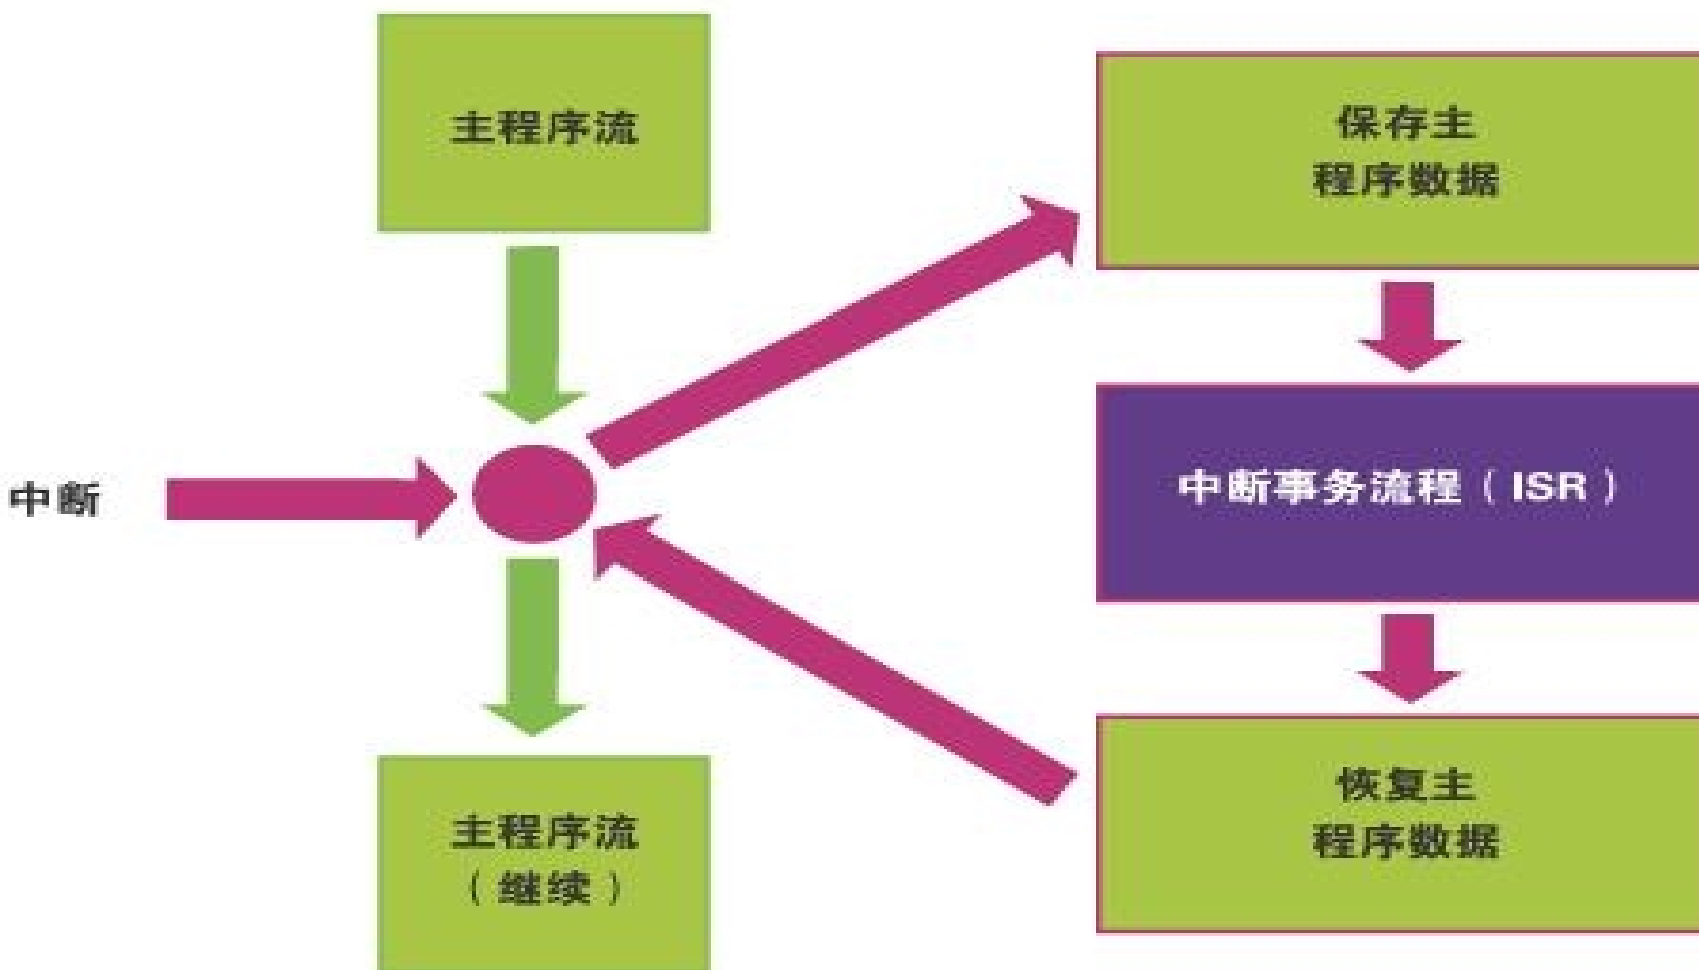 主程序流
保存主
程序数据
中断
中断事务流程（ISR）
主程序流
（继续）
恢复主
程序数据